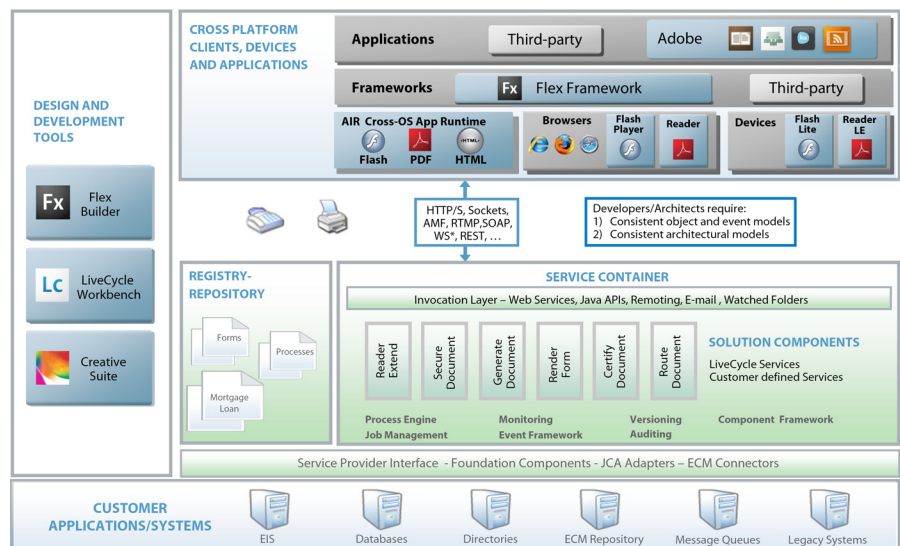 DESIGN AND
DEVELOPMENT
TOOLS
Fx
Flex
Builder
Lc
LiveCycle
Workbench
Creative
Suite
CROSS PLATFORM
CLIENTS, DEVICES
AND APPLICATIONS
Applications
Third-party
Adobe
Frameworks
Fx
Flex Framework
Third-party
AIR Cross-OS App Runtime
Flash
PDF
HTML
HTML
Browsers
Flash
Player
Reader
Devices
Flash
Lite
Reader
LE
HTTP/S, Sockets,
AMF, RTMP,SOAP,
WS*, REST, …
Developers/Architects require:
1) Consistent object and event models
2) Consistent architectural models
REGISTRY-
REPOSITORY
Forms
Processes
Mortgage
Loan
SERVICE CONTAINER
Invocation Layer – Web Services, Java APIs, Remoting, E-mail , Watched Folders
Reader
Extend
Secure
Document
Generate
Document
Render
Form
Certify
Document
Route
Document
SOLUTION COMPONENTS
LiveCycle Services
Customer defined Services
Process Engine
Job Management
Monitoring
Event Framework
Versioning
Auditing
Component Framework
Service Provider Interface - Foundation Components - JCA Adapters – ECM Connectors
CUSTOMER
APPLICATIONS/SYSTEMS
EIS
Databases
Directories
ECM Repository
Message Queues
Legacy Systems